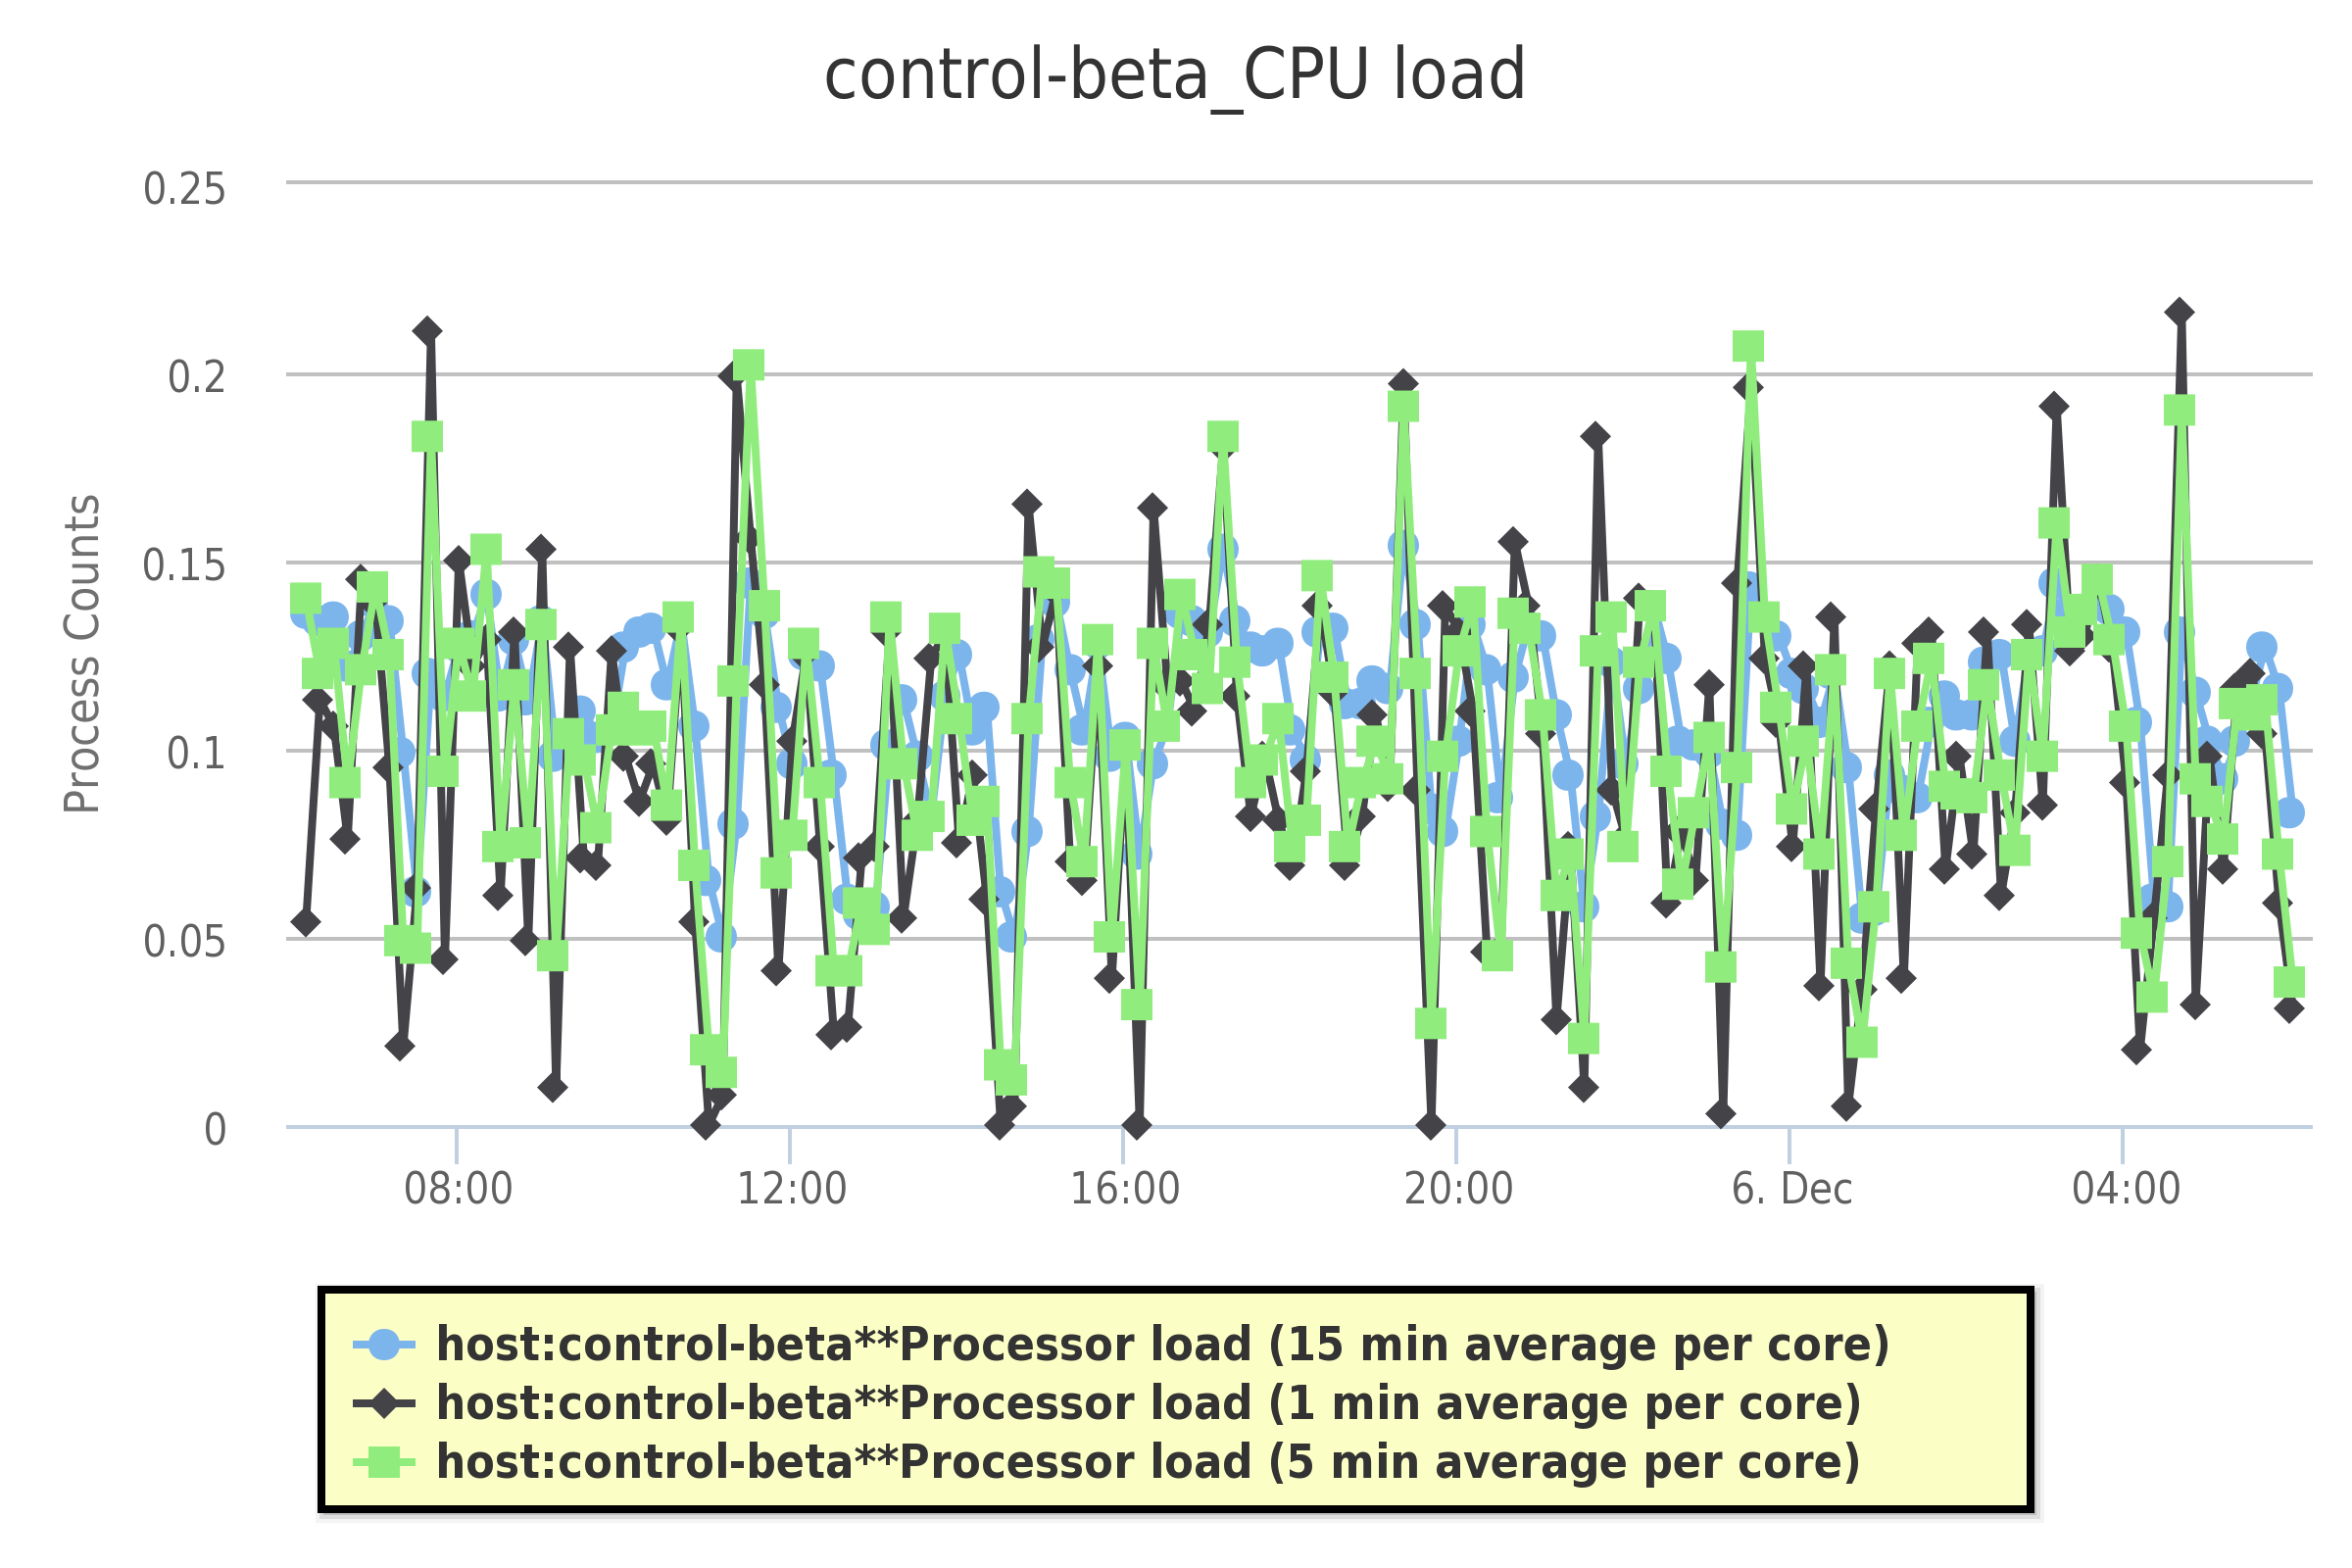 control-beta_CPU load
0.25
0.2
0.15
0.1
0.05
0
Process Counts
08:00
12:00
16:00
20:00
6. Dec
04:00
host:control-beta**Processor load (15 min average per core)
host:control-beta**Processor load (1 min average per core)
host:control-beta**Processor load (5 min average per core)